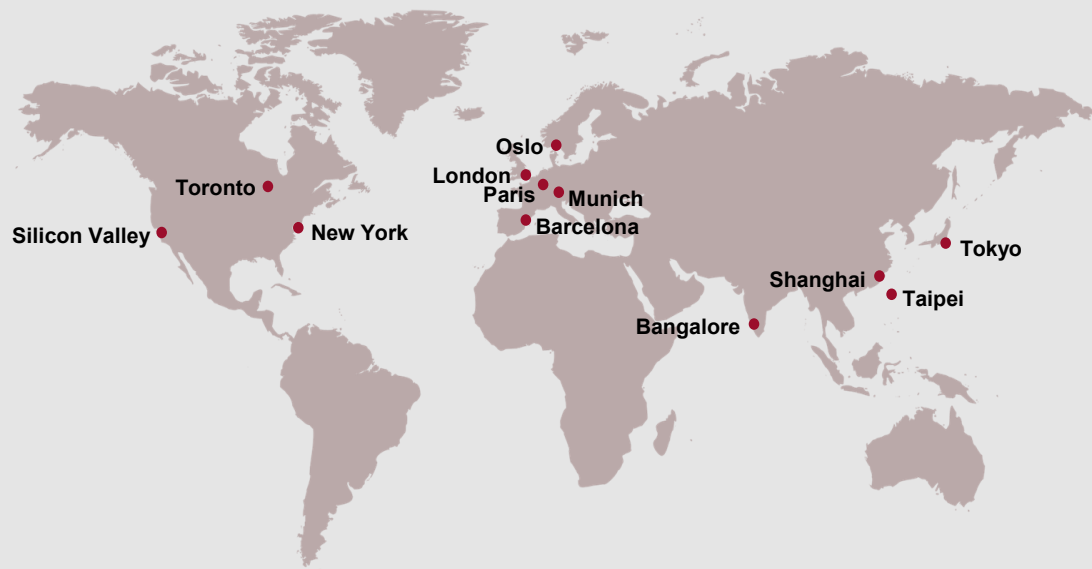 Oslo
London
Toronto
Paris
Munich
Barcelona
Silicon Valley
New York
Tokyo
Shanghai
Taipei
Bangalore